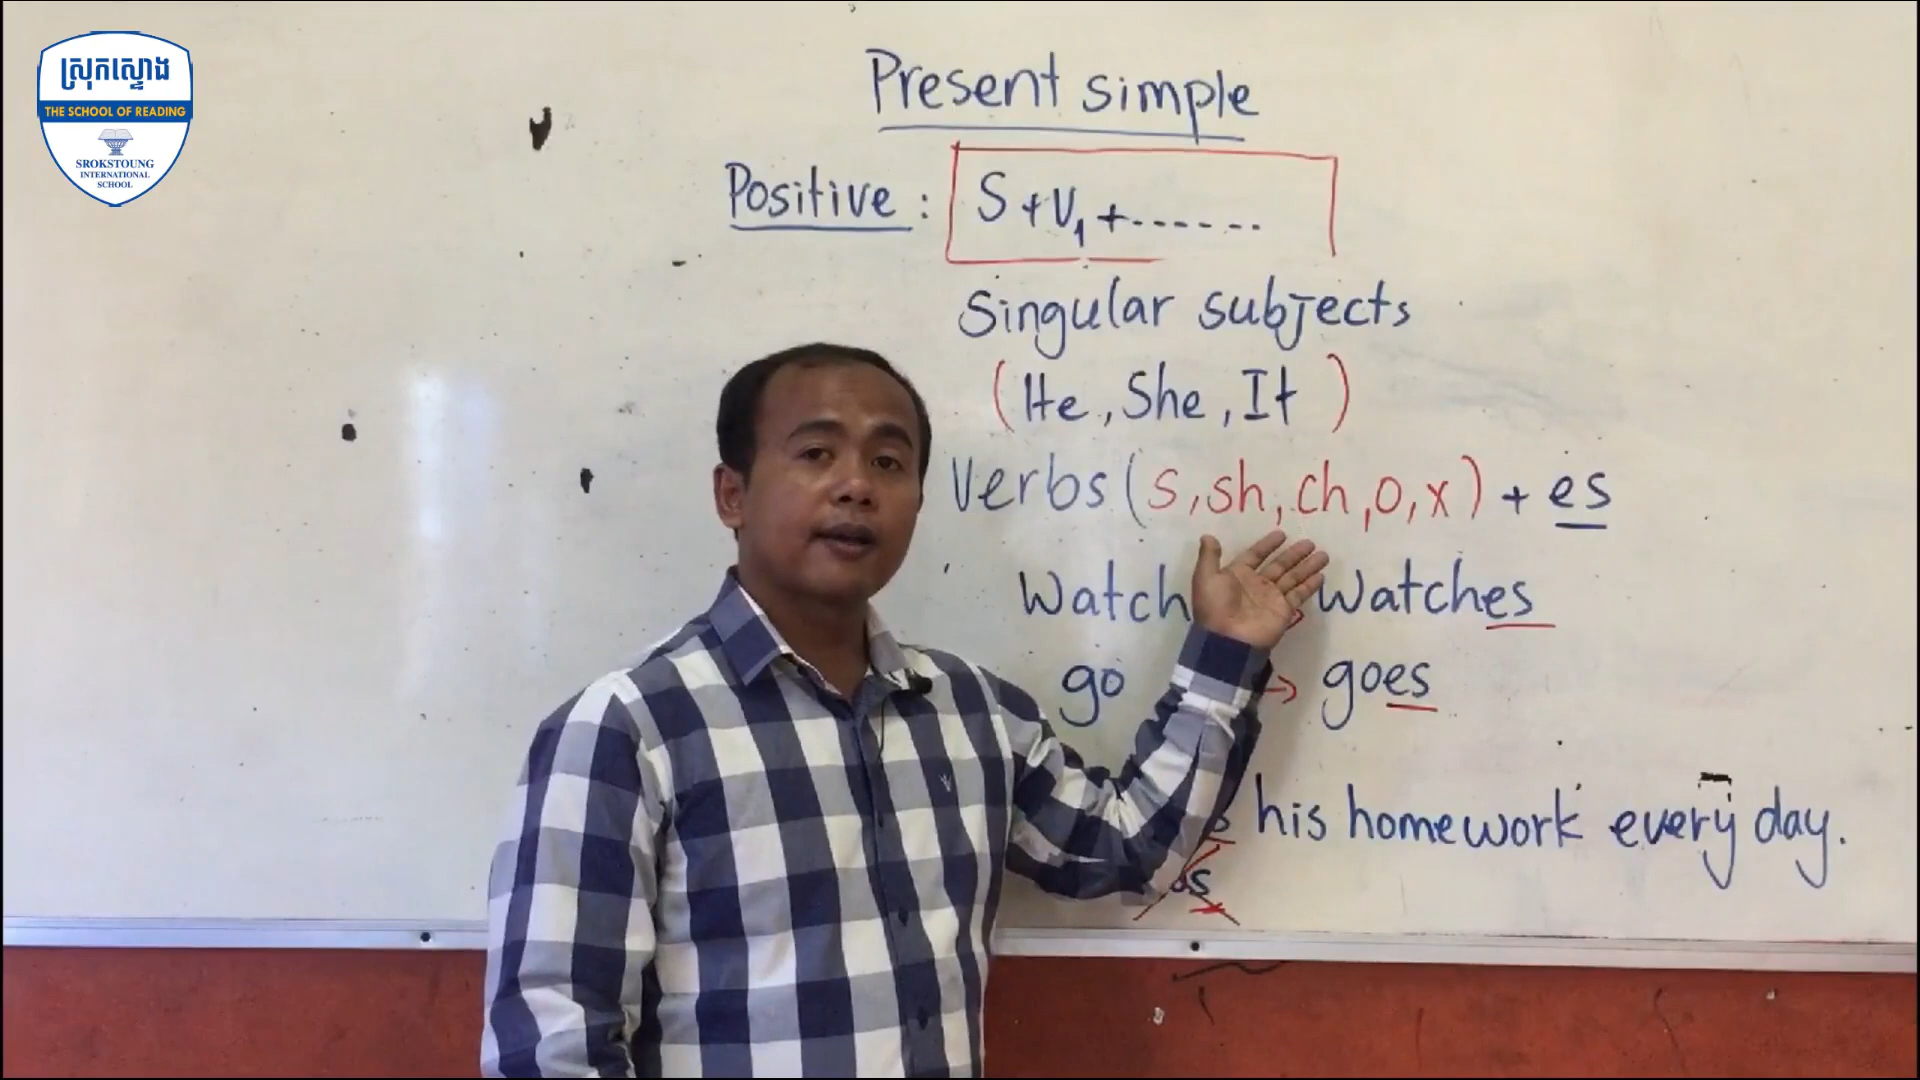 ស្រុកស្ទោង
THE SCHOOL OF READING
SROKSTOUNG
INTERNATIONAL
SCHOOL
Present simple
Positive : S + V1 + .......
Singular subjects
(He, She, It)
Verbs (s, sh, ch, o, x) + es
Watch → Watches
go → goes
his homework every day.